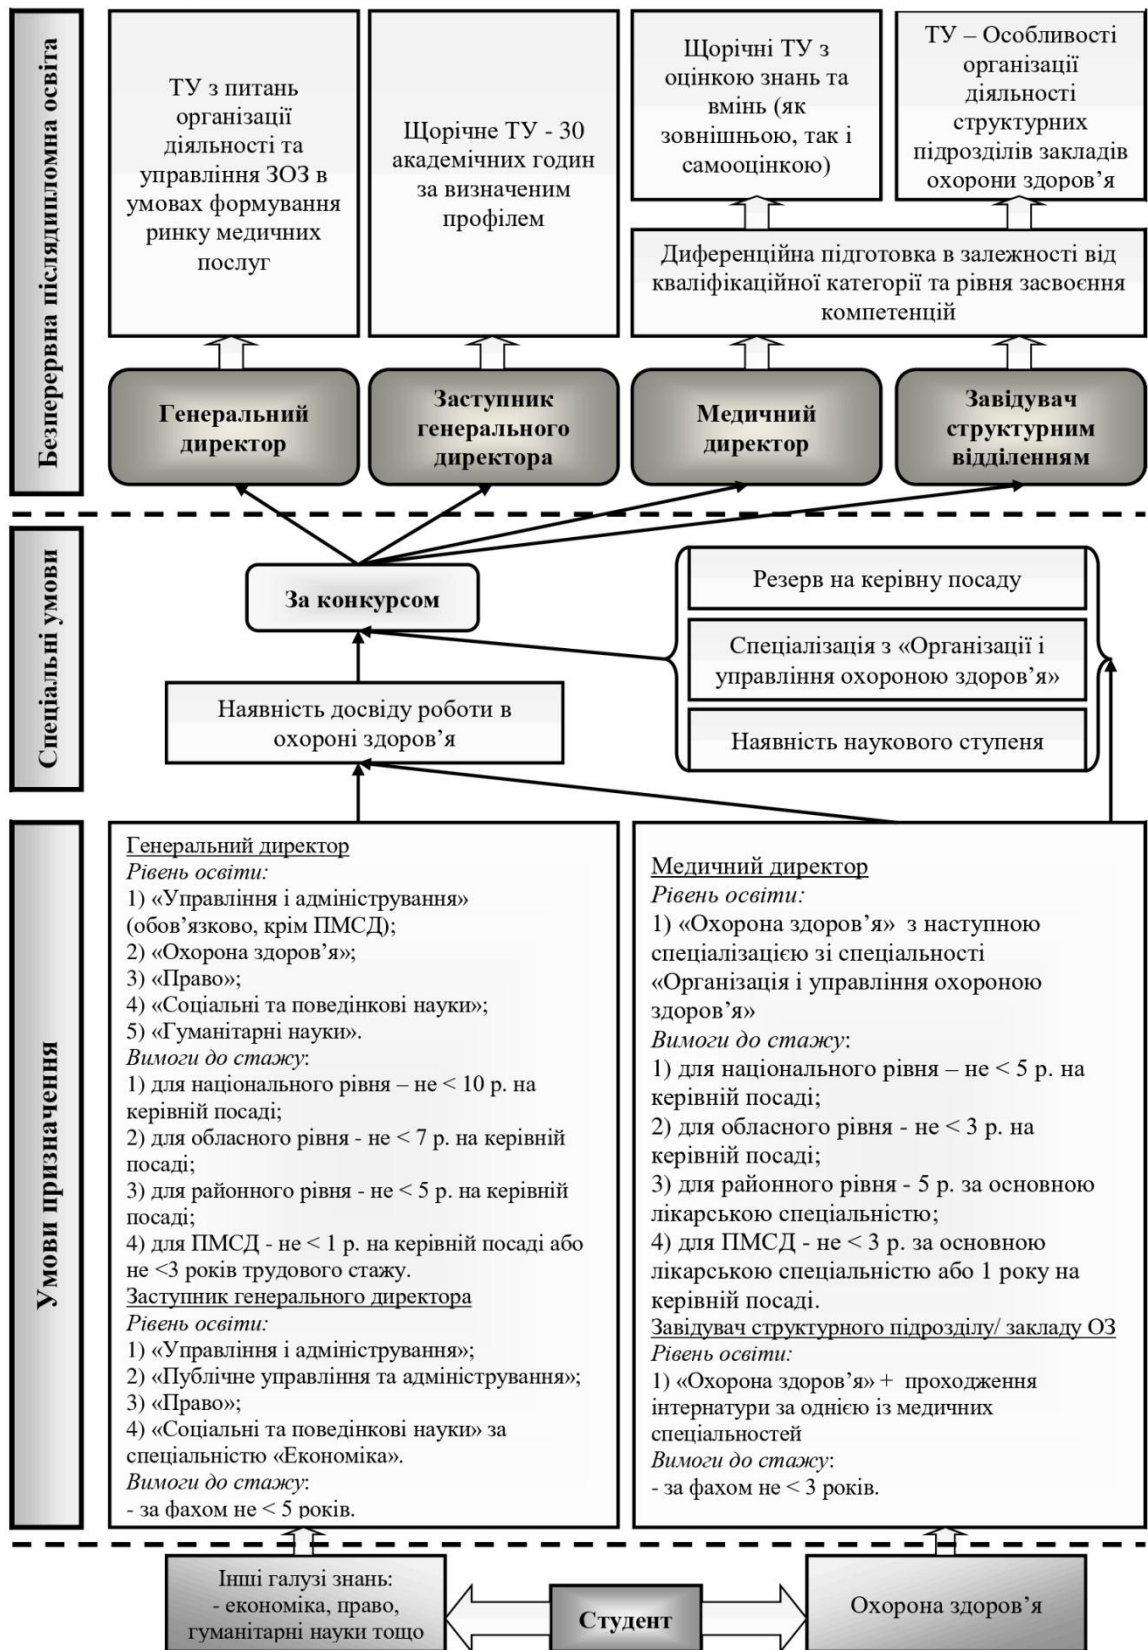 Безперервна післядипломна освіта
ТУ з питань
організації
діяльності та
управління ЗОЗ в
умовах формування
ринку медичних
послуг
Щорічне ТУ - 30
академічних годин
за визначеним
профілем
Щорічні ТУ з
оцінкою знань та
вмінь (як
зовнішньою, так і
самооцінкою)
ТУ – Особливості
організації
діяльності
структурних
підрозділів закладів
охорони здоров’я
Диференційна підготовка в залежності від
кваліфікаційної категорії та рівня засвоєння
компетенцій
Генеральний
директор
Заступник
генерального
директора
Медичний
директор
Завідувач
структурним
відділенням
Спеціальні умови
За конкурсом
Резерв на керівну посаду
Спеціалізація з «Організації і
управління охороною здоров’я»
Наявність наукового ступеня
Наявність досвіду роботи в
охороні здоров’я
Умови призначення
Генеральний директор
Рівень освіти:
1) «Управління і адміністрування»
(обов’язково, крім ПМСД);
2) «Охорона здоров’я»;
3) «Право»;
4) «Соціальні та поведінкові науки»;
5) «Гуманітарні науки».
Вимоги до стажу:
1) для національного рівня – не < 10 р. на
керівній посаді;
2) для обласного рівня - не < 7 р. на керівній
посаді;
3) для районного рівня - не < 5 р. на керівній
посаді;
4) для ПМСД - не < 1 р. на керівній посаді або
не <3 років трудового стажу.
Заступник генерального директора
Рівень освіти:
1) «Управління і адміністрування»;
2) «Публічне управління та адміністрування»;
3) «Право»;
4) «Соціальні та поведінкові науки» за
спеціальністю «Економіка».
Вимоги до стажу:
- за фахом не < 5 років.
Медичний директор
Рівень освіти:
1) «Охорона здоров’я» з наступною
спеціалізацією зі спеціальності
«Організація і управління охороною
здоров’я»
Вимоги до стажу:
1) для національного рівня – не < 5 р. на
керівній посаді;
2) для обласного рівня - не < 3 р. на
керівній посаді;
3) для районного рівня - 5 р. за основною
лікарською спеціальністю;
4) для ПМСД - не < 3 р. за основною
лікарською спеціальністю або 1 року на
керівній посаді.
Завідувач структурного підрозділу/ закладу ОЗ
Рівень освіти:
1) «Охорона здоров’я» + проходження
інтернатури за однією із медичних
спеціальностей
Вимоги до стажу:
- за фахом не < 3 років.
Інші галузі знань:
- економіка, право,
гуманітарні науки тощо
Студент
Охорона здоров’я